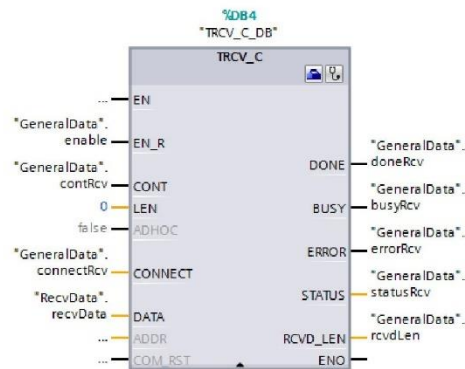 %DB4
"TRCV_C_DB"
TRCV_C
... EN
"GeneralData".
enable EN_R
"GeneralData".
contRcv CONT
0 LEN
false ADHOC
"GeneralData".
connectRcv CONNECT
"RecvData".
recvData DATA
... ADDR
... COM_RST
"GeneralData".
DONE doneRcv
"GeneralData".
BUSY busyRcv
"GeneralData".
ERROR errorRcv
"GeneralData".
STATUS statusRcv
"GeneralData".
RCVD_LEN rcvdLen
ENO